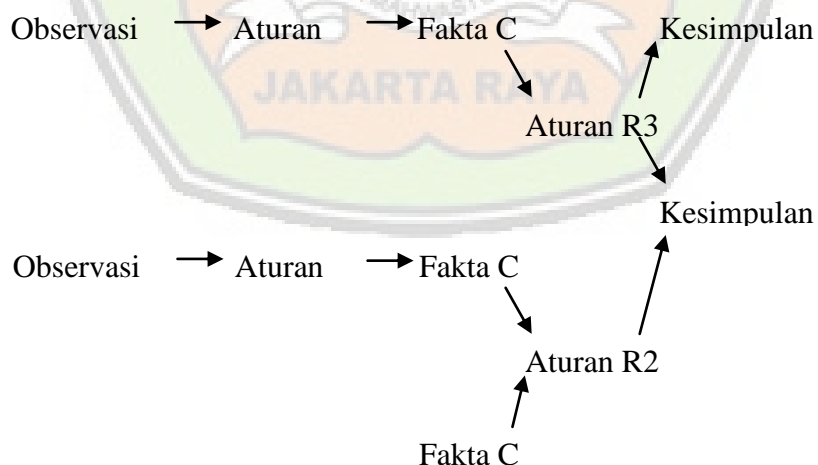 Observasi Aturan Fakta C Kesimpulan
JAKARTA RAYA
Aturan R3
Kesimpulan
Observasi Aturan Fakta C
Aturan R2
Fakta C